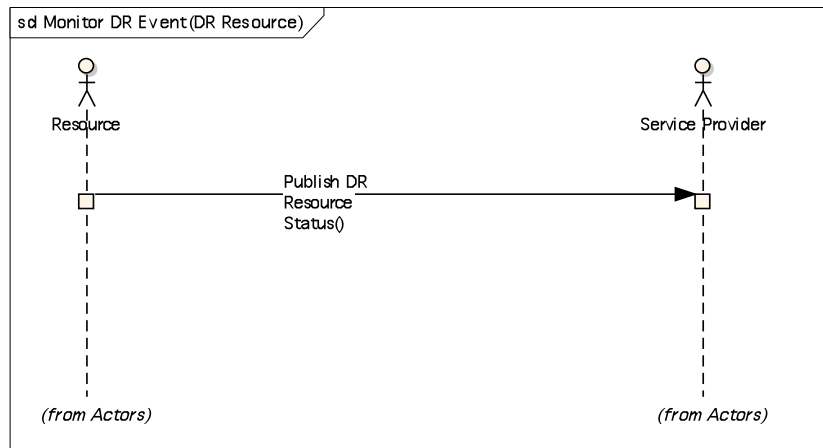 sd Monitor DR Event(DR Resource)
Resource
Service Provider
Publish DR
Resource
Status()
(from Actors)
(from Actors)